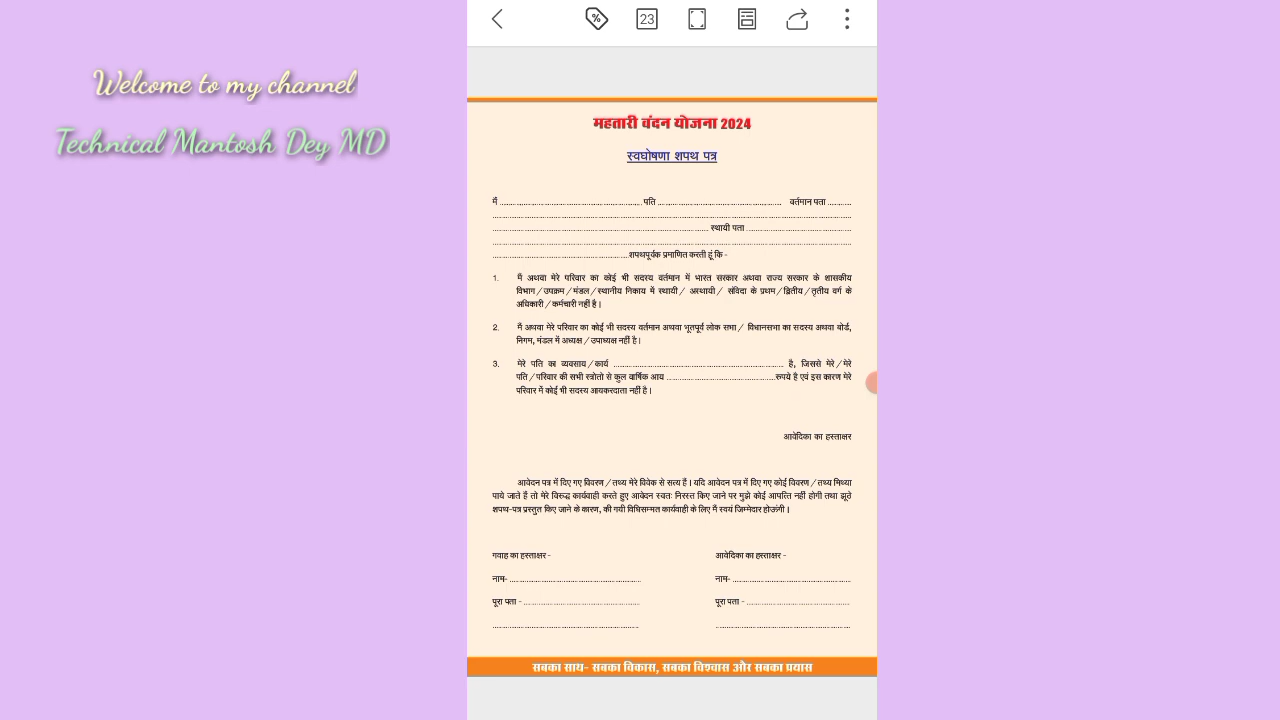 Welcome to my channel
Technical Mantosh Dey MD
23
महतारी वंदन योजना 2024
स्वघोषणा शपथ पत्र
मैं ........................................................ पति ................................................. वर्तमान पता ..........
................................................................................................................................................
....................................................................................... स्थायी पता ..........................................
................................................................................................................................................
.......................................................शपथपूर्वक प्रमाणित करती हूं कि -
1. मैं अथवा मेरे परिवार का कोई भी सदस्य वर्तमान में भारत सरकार अथवा राज्य सरकार के शासकीय
विभाग/उपक्रम/मंडल/स्थानीय निकाय में स्थायी/ अस्थायी/ संविदा के प्रथम/द्वितीय/तृतीय वर्ग के
अधिकारी/कर्मचारी नहीं है।
2. मैं अथवा मेरे परिवार का कोई भी सदस्य वर्तमान अथवा भूतपूर्व लोक सभा/ विधानसभा का सदस्य अथवा बोर्ड,
निगम, मंडल में अध्यक्ष/उपाध्यक्ष नहीं है।
3. मेरे पति का व्यवसाय/कार्य .................................................................... है, जिससे मेरे/मेरे
पति/परिवार की सभी स्त्रोतो से कुल वार्षिक आय ............................................रूपये है एवं इस कारण मेरे
परिवार में कोई भी सदस्य आयकरदाता नहीं है।
आवेदिका का हस्ताक्षर
आवेदन पत्र में दिए गए विवरण/तथ्य मेरे विवेक से सत्य हैं। यदि आवेदन पत्र में दिए गए कोई विवरण/तथ्य मिथ्या
पाये जाते हैं तो मेरे विरुद्ध कार्यवाही करते हुए आवेदन स्वतः निरस्त किए जाने पर मुझे कोई आपत्ति नहीं होगी तथा झूठे
शपथ-पत्र प्रस्तुत किए जाने के कारण, की गयी विधिसम्मत कार्यवाही के लिए मैं स्वयं जिम्मेदार होऊंगी।
गवाह का हस्ताक्षर - आवेदिका का हस्ताक्षर -
नाम- ..................................................... नाम- ................................................
पूरा पता - ............................................... पूरा पता - ..........................................
........................................................... ......................................................
सबका साथ- सबका विकास, सबका विश्वास और सबका प्रयास